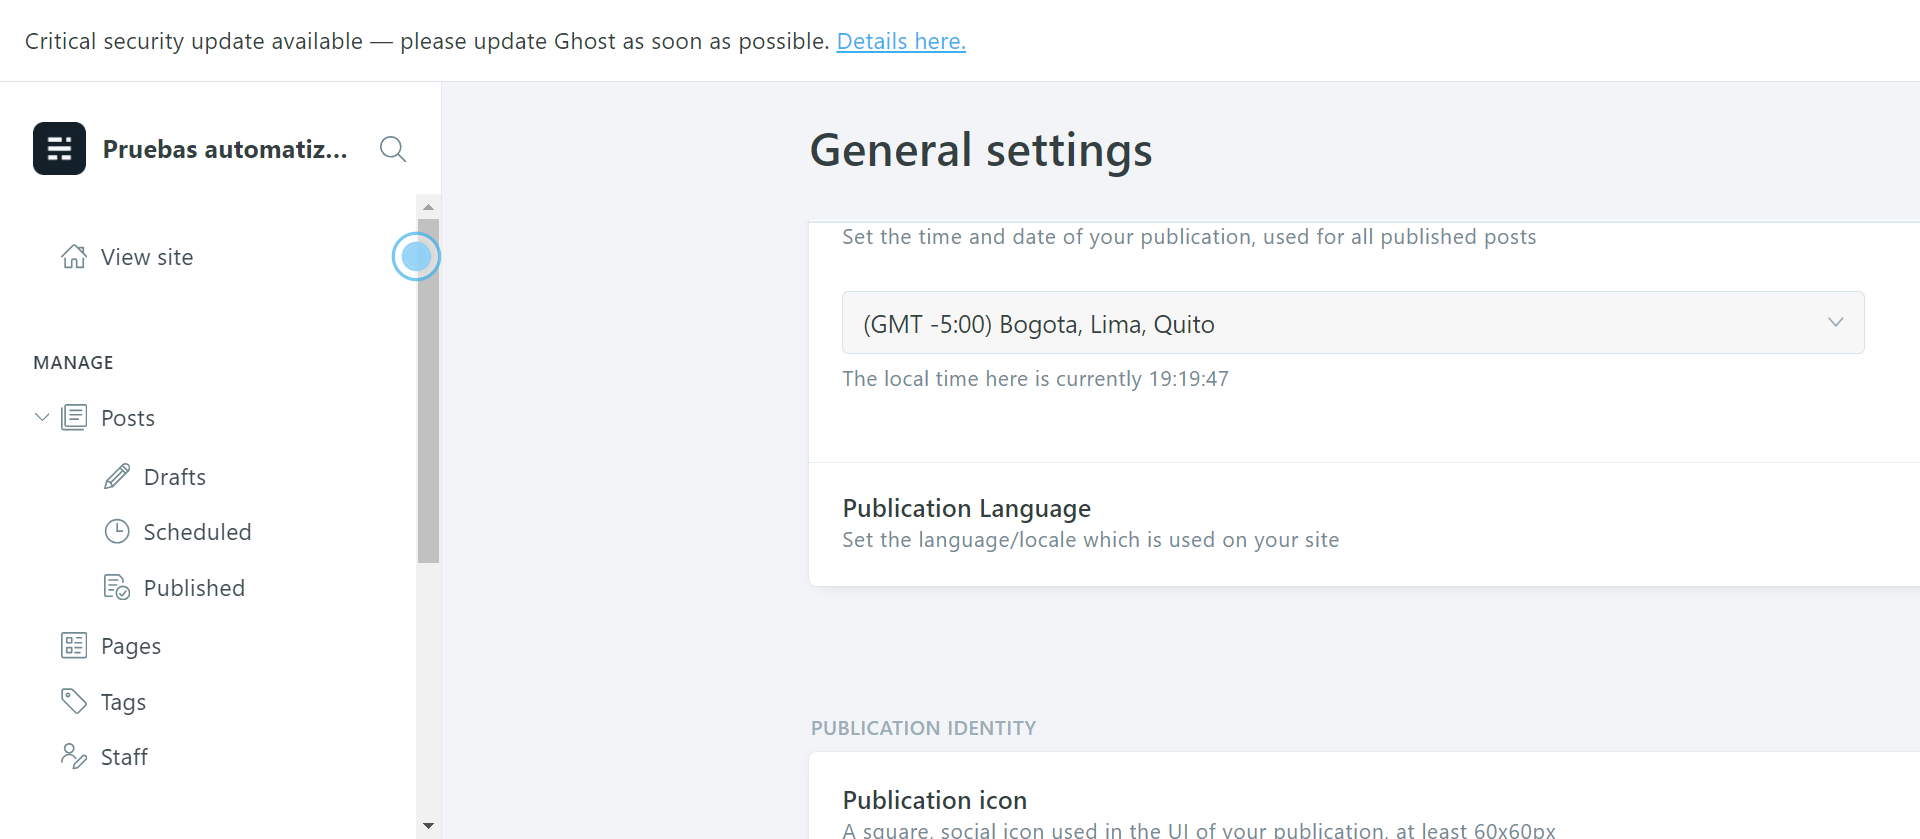 Critical security update available — please update Ghost as soon as possible. Details here.
Pruebas automatiz...
View site
MANAGE
Posts
Drafts
Scheduled
Published
Pages
Tags
Staff
General settings
Set the time and date of your publication, used for all published posts
(GMT -5:00) Bogota, Lima, Quito
The local time here is currently 19:19:47
Publication Language
Set the language/locale which is used on your site
PUBLICATION IDENTITY
Publication icon
A square, social icon used in the UI of your publication, at least 60x60px